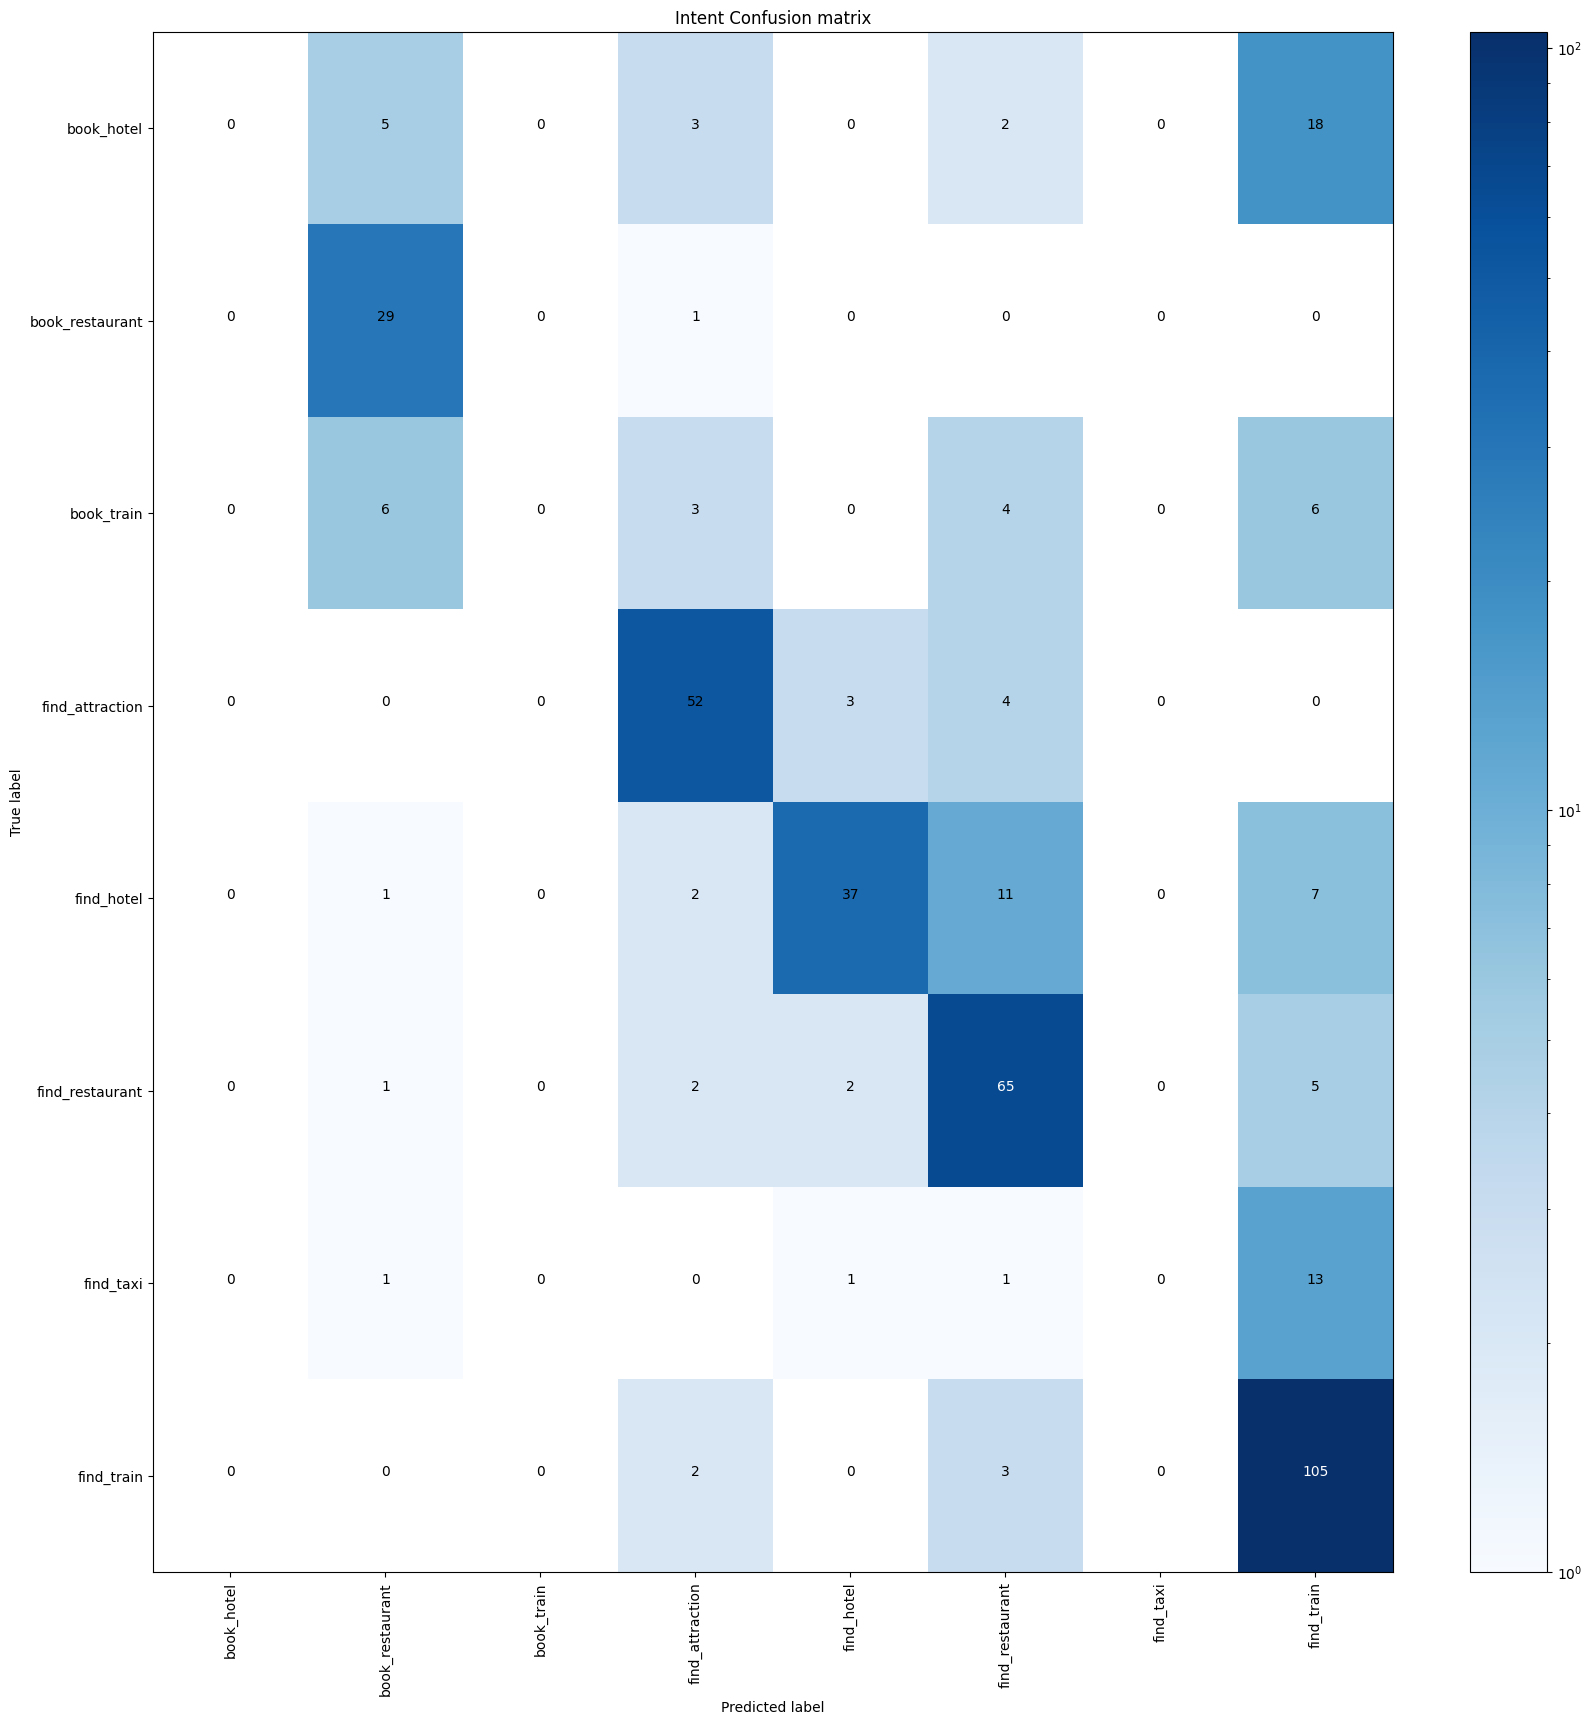 Intent Confusion matrix
book_hotel 0 5 0 3 0 2 0 18
book_restaurant 0 29 0 1 0 0 0 0
book_train 0 6 0 3 0 4 0 6
find_attraction 0 0 0 52 3 4 0 0
find_hotel 0 1 0 2 37 11 0 7
find_restaurant 0 1 0 2 2 65 0 5
find_taxi 0 1 0 0 1 1 0 13
find_train 0 0 0 2 0 3 0 105
True label
book_hotel book_restaurant book_train find_attraction find_hotel find_restaurant find_taxi find_train
Predicted label
10²
10¹
10⁰